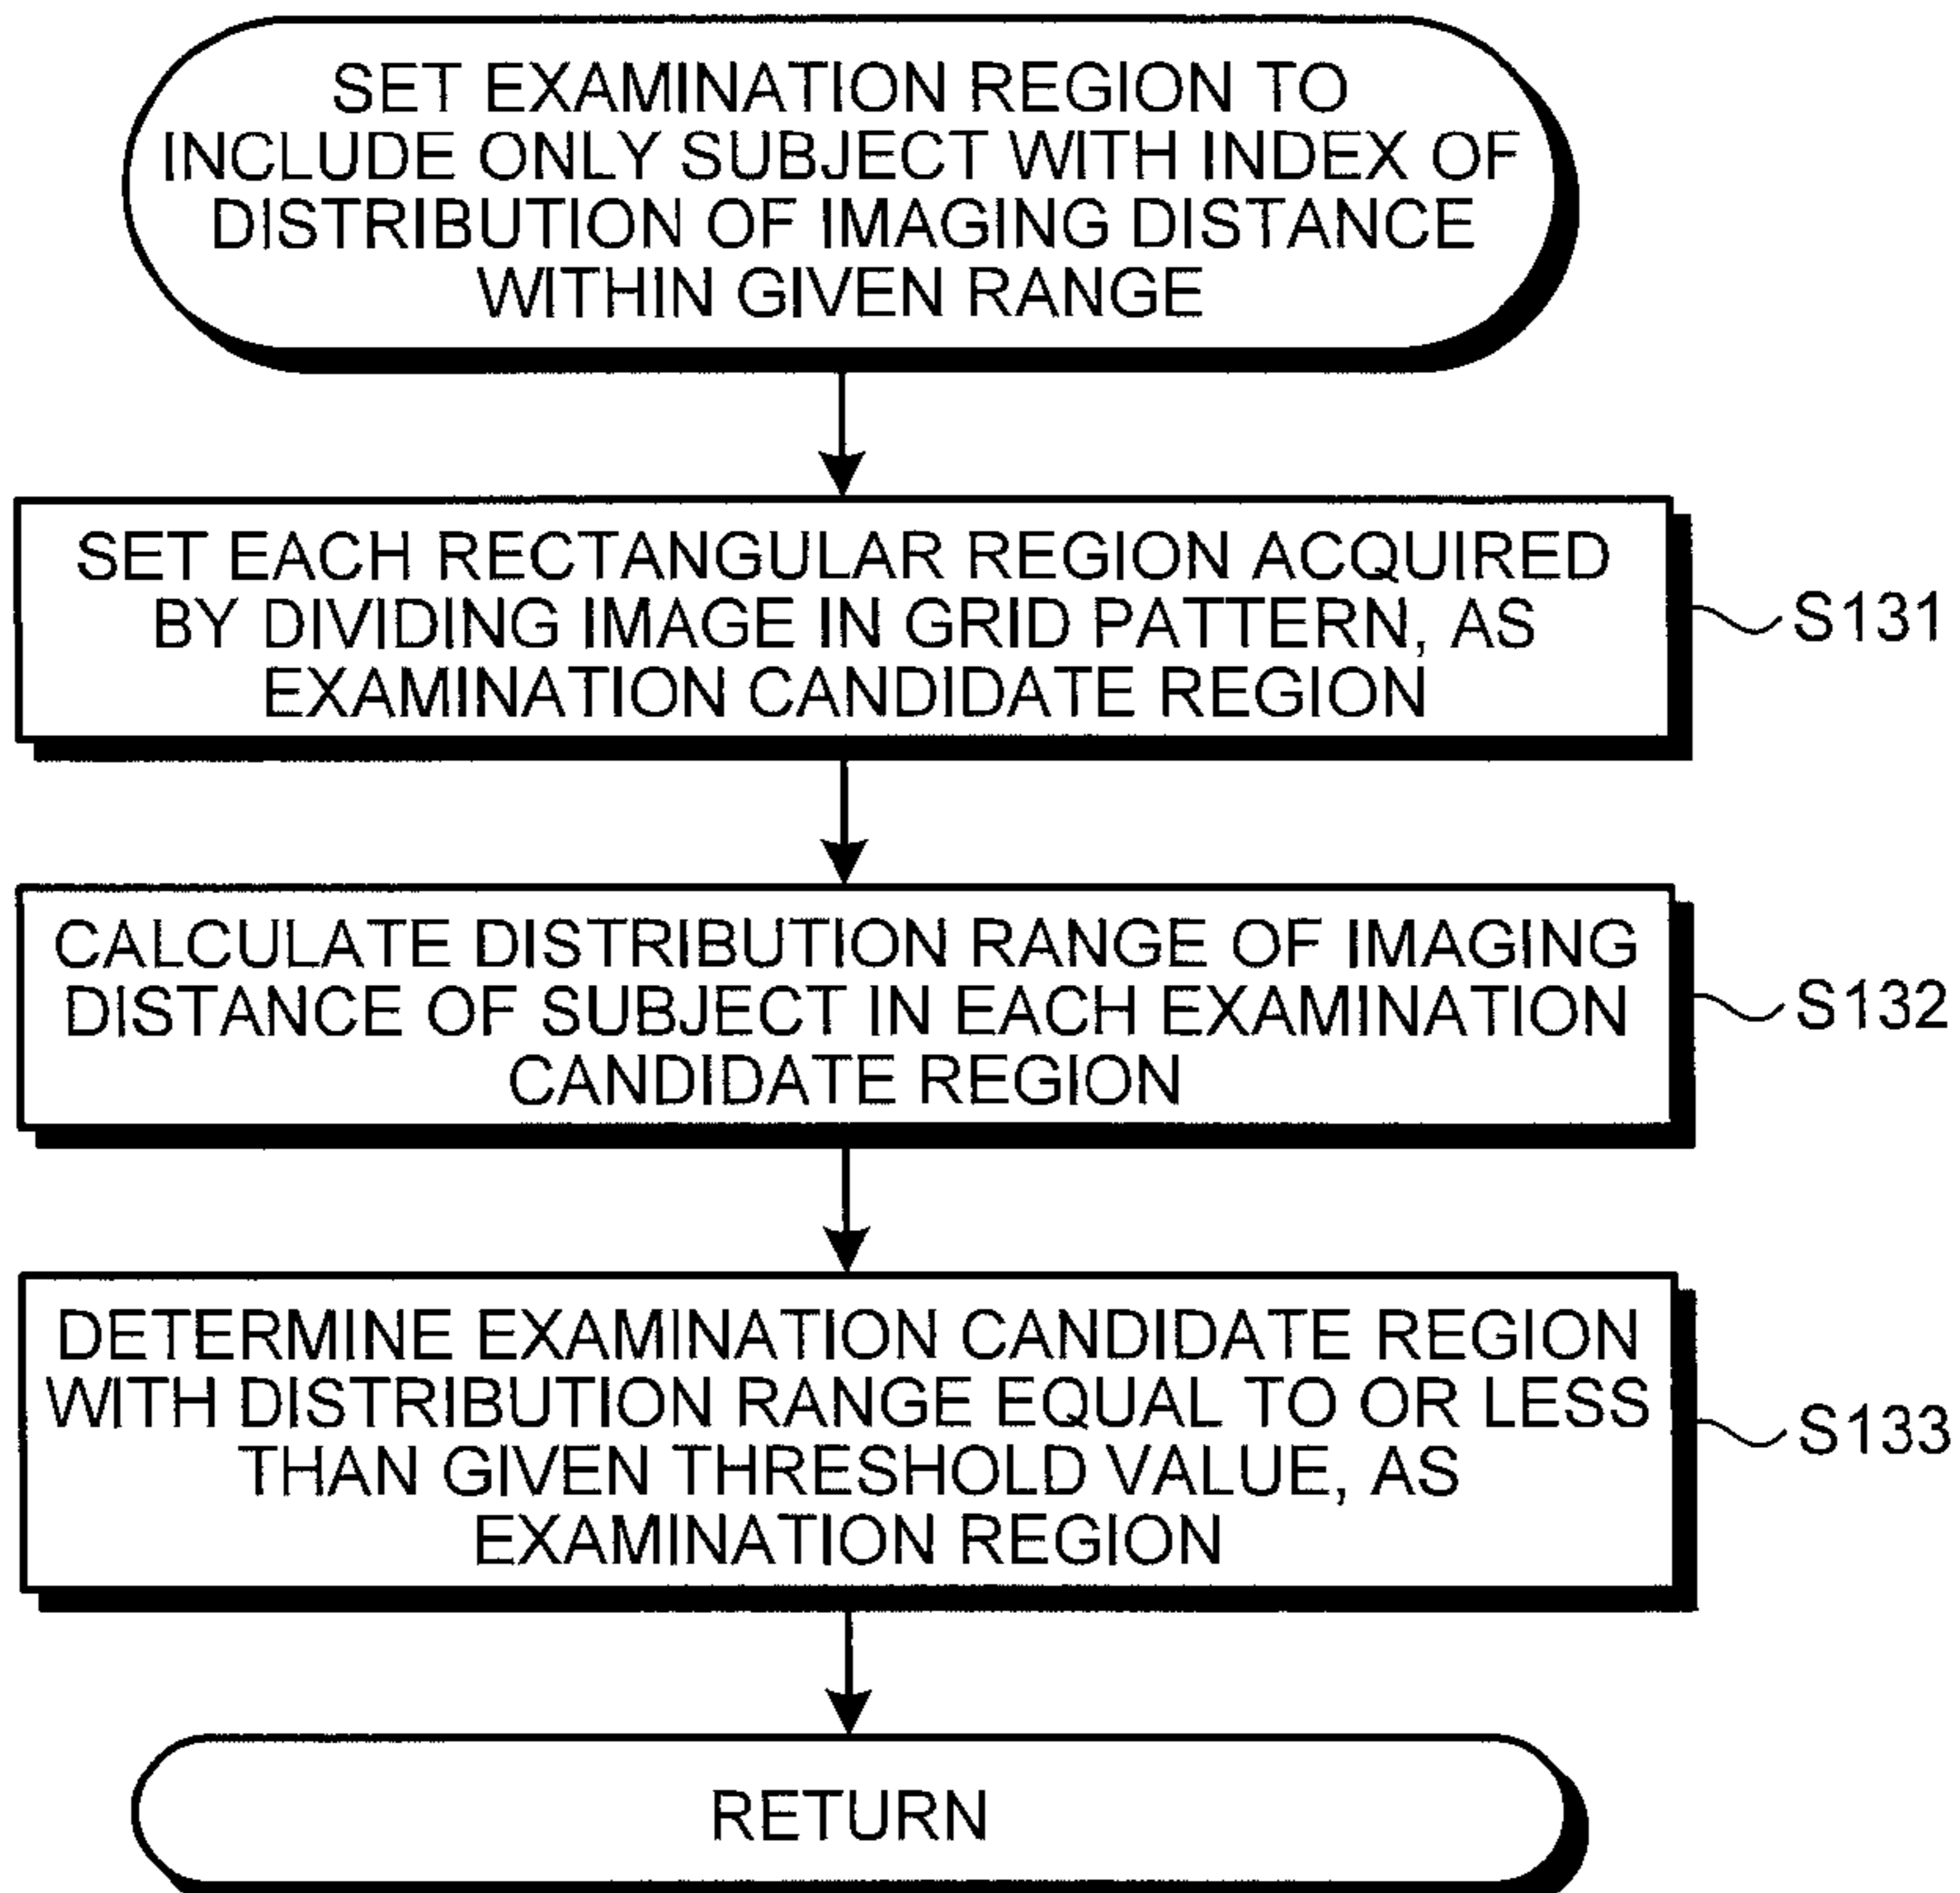 SET EXAMINATION REGION TO
INCLUDE ONLY SUBJECT WITH INDEX OF
DISTRIBUTION OF IMAGING DISTANCE
WITHIN GIVEN RANGE
SET EACH RECTANGULAR REGION ACQUIRED
BY DIVIDING IMAGE IN GRID PATTERN, AS
EXAMINATION CANDIDATE REGION
S131
CALCULATE DISTRIBUTION RANGE OF IMAGING
DISTANCE OF SUBJECT IN EACH EXAMINATION
CANDIDATE REGION
S132
DETERMINE EXAMINATION CANDIDATE REGION
WITH DISTRIBUTION RANGE EQUAL TO OR LESS
THAN GIVEN THRESHOLD VALUE, AS
EXAMINATION REGION
S133
RETURN